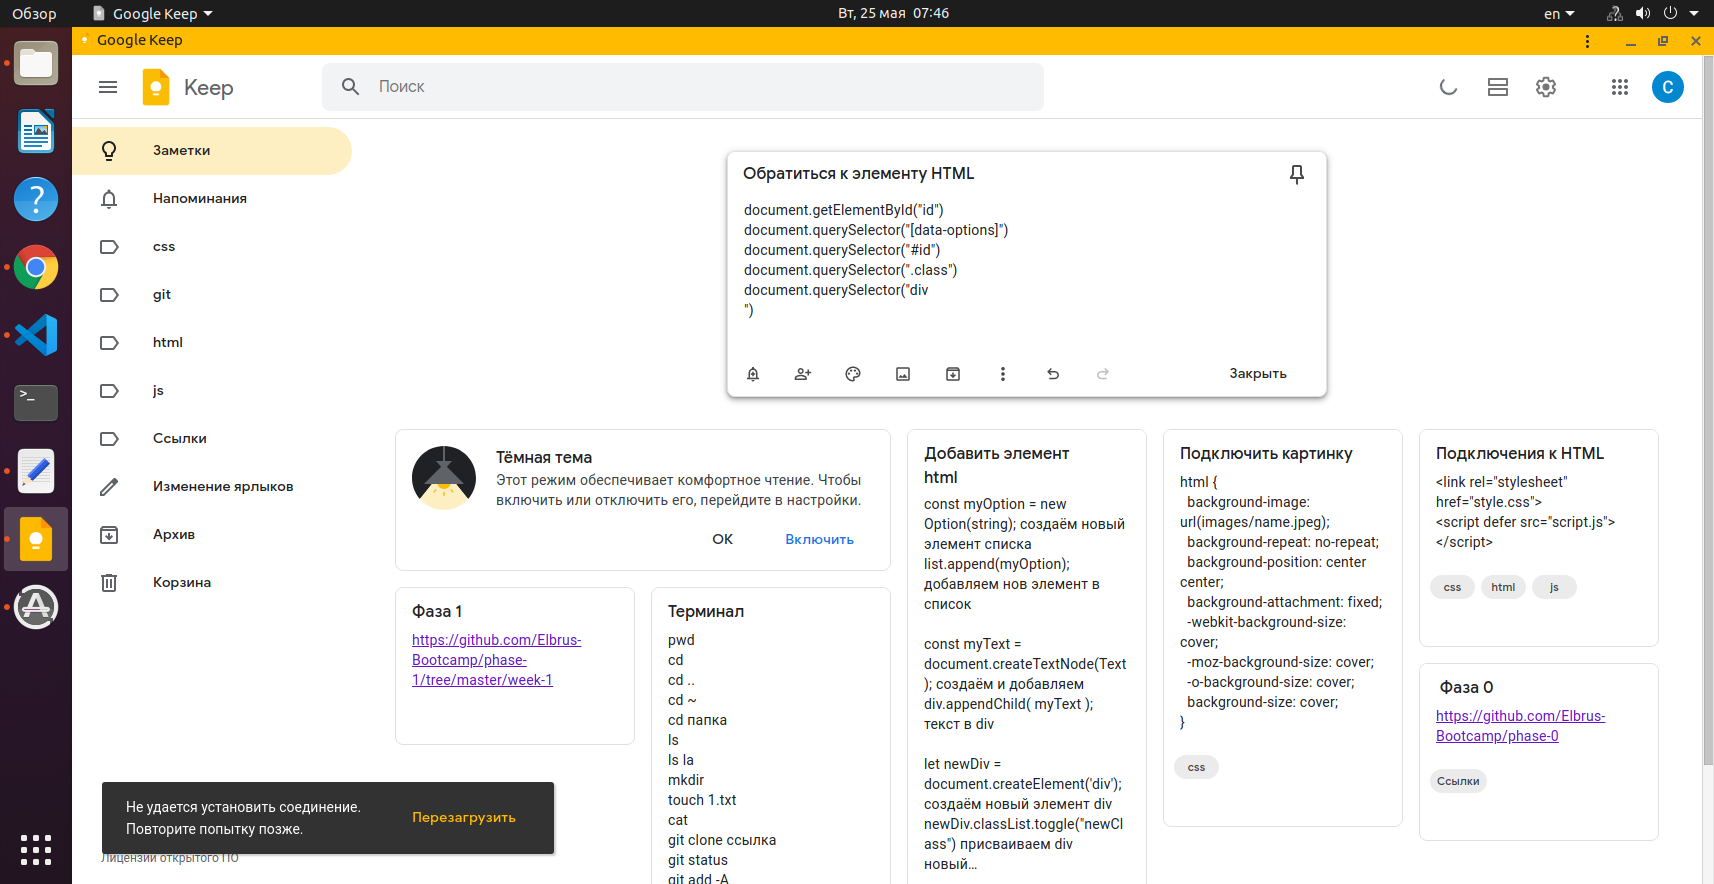 Обзор
Google Keep
Вт, 25 мая 07:46
en
Google Keep
Keep
Поиск
C
Заметки
Напоминания
css
git
html
js
Ссылки
Изменение ярлыков
Архив
Корзина
Обратиться к элементу HTML
document.getElementById("id")
document.querySelector("[data-options]")
document.querySelector("#id")
document.querySelector(".class")
document.querySelector("div
")
Закрыть
Тёмная тема
Этот режим обеспечивает комфортное чтение. Чтобы
включить или отключить его, перейдите в настройки.
ОК
Включить
Фаза 1
https://github.com/Elbrus-
Bootcamp/phase-
1/tree/master/week-1
Терминал
pwd
cd
cd ..
cd ~
cd папка
ls
ls la
mkdir
touch 1.txt
cat
git clone ссылка
git status
git add -A
Добавить элемент
html
const myOption = new
Option(string); создаём новый
элемент списка
list.append(myOption);
добавляем нов элемент в
список
const myText =
document.createTextNode(Text
); создаём и добавляем
div.appendChild( myText );
текст в div
let newDiv =
document.createElement('div');
создаём новый элемент div
newDiv.classList.toggle("newCl
ass") присваиваем div
новый...
Подключить картинку
html {
background-image:
url(images/name.jpeg);
background-repeat: no-repeat;
background-position: center
center;
background-attachment: fixed;
-webkit-background-size:
cover;
-moz-background-size: cover;
-o-background-size: cover;
background-size: cover;
}
css
Подключения к HTML
<link rel="stylesheet"
href="style.css">
<script defer src="script.js">
</script>
css html js
Фаза 0
https://github.com/Elbrus-
Bootcamp/phase-0
Ссылки
Не удается установить соединение.
Повторите попытку позже.
Перезагрузить
Лицензии открытого ПО